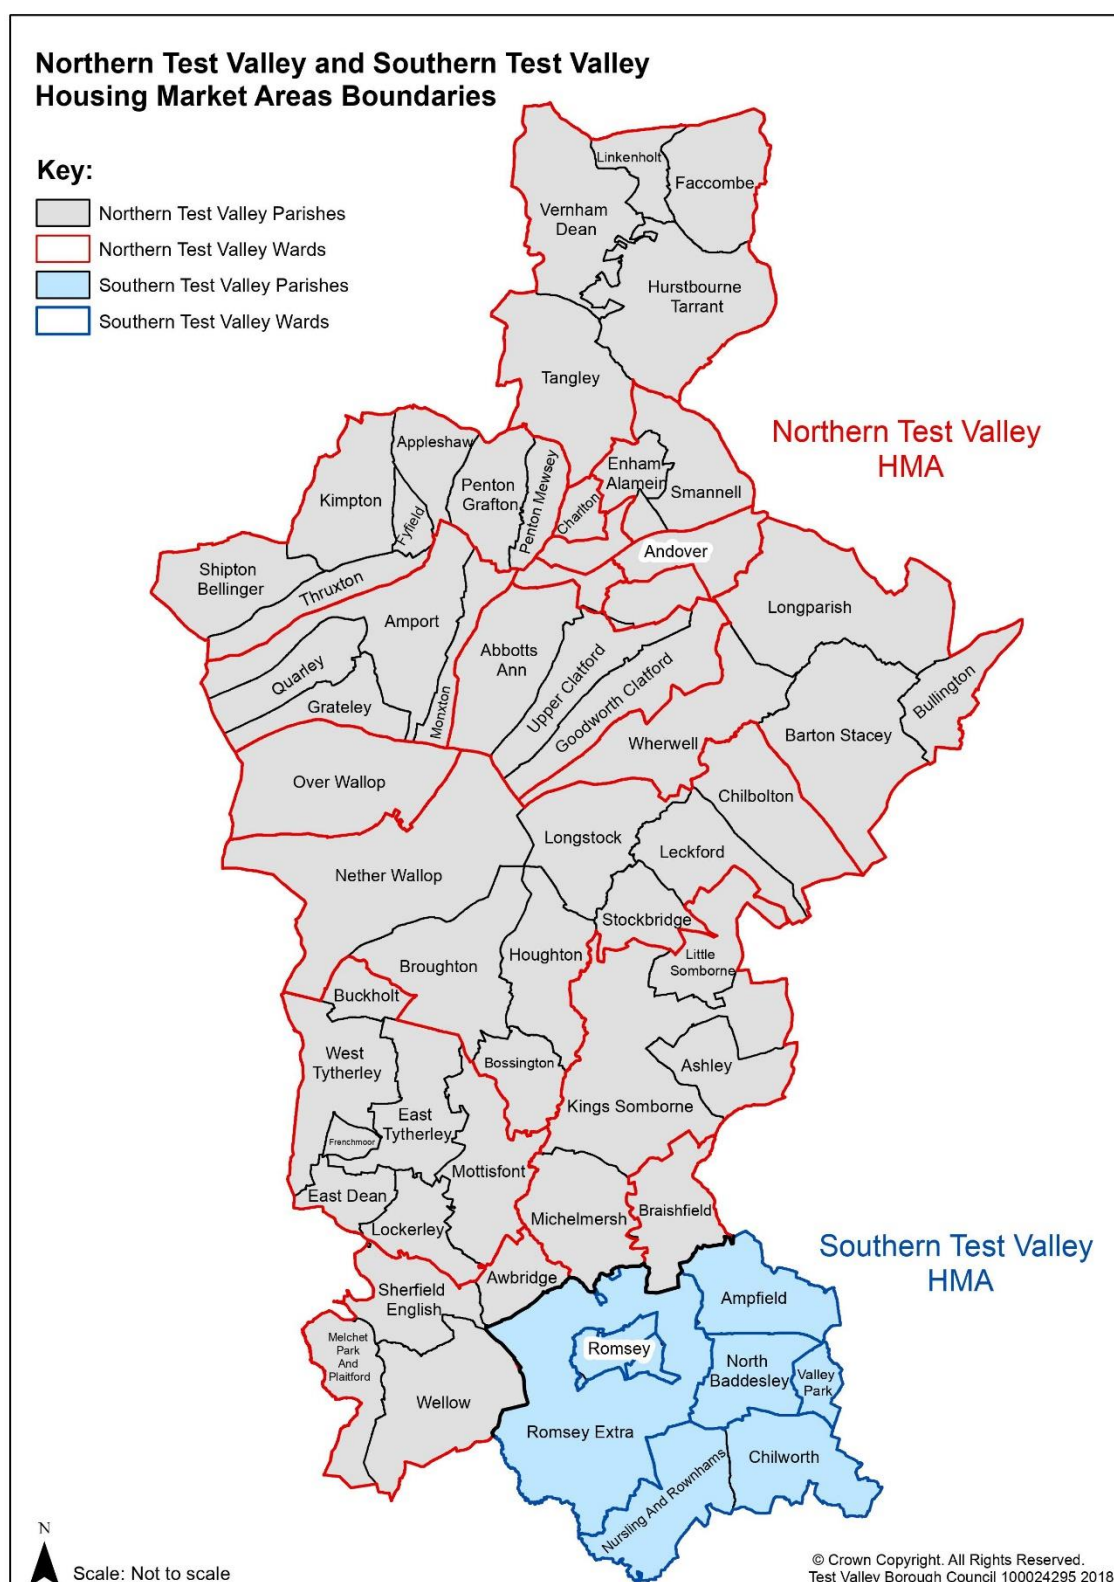 Northern Test Valley and Southern Test Valley
Housing Market Areas Boundaries
Key:
Northern Test Valley Parishes
Northern Test Valley Wards
Southern Test Valley Parishes
Southern Test Valley Wards
Linkenholt
Faccombe
Vernham
Dean
Hurstbourne
Tarrant
Tangley
Northern Test Valley
HMA
Appleshaw
Kimpton
Fyfield
Penton
Grafton
Penton Mewsey
Charlton
Enham
Alamein
Smannell
Andover
Shipton
Bellinger
Thruxton
Amport
Quarley
Grateley
Monxton
Abbotts
Ann
Upper Clatford
Goodworth Clatford
Longparish
Bullington
Barton Stacey
Wherwell
Over Wallop
Chilbolton
Longstock
Leckford
Nether Wallop
Stockbridge
Broughton
Houghton
Little
Somborne
Buckholt
West
Tytherley
Bossington
Ashley
East
Tytherley
Kings Somborne
Frenchmoor
Mottisfont
East Dean
Lockerley
Michelmersh
Braishfield
Southern Test Valley
HMA
Awbridge
Sherfield
English
Ampfield
Melchet
Park
And
Plaitford
Romsey
North
Baddesley
Valley
Park
Wellow
Romsey Extra
Nursling And Rownhams
Chilworth
N
Scale: Not to scale
© Crown Copyright. All Rights Reserved.
Test Valley Borough Council 100024295 2018